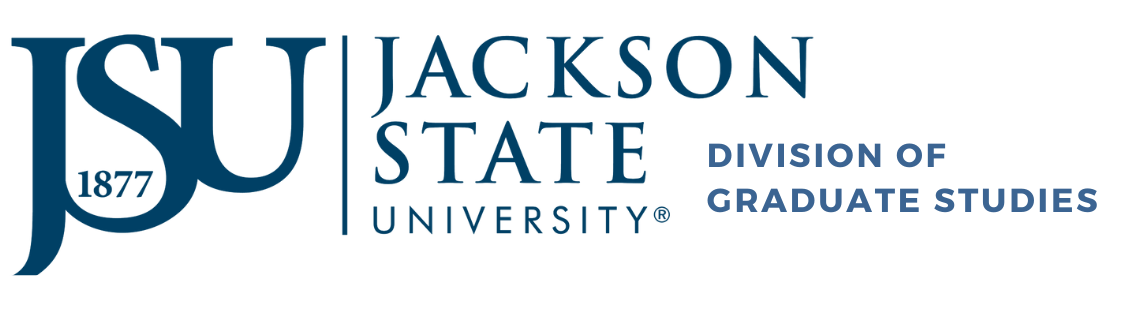 JSU
1877
JACKSON
STATE
UNIVERSITY®
DIVISION OF
GRADUATE STUDIES